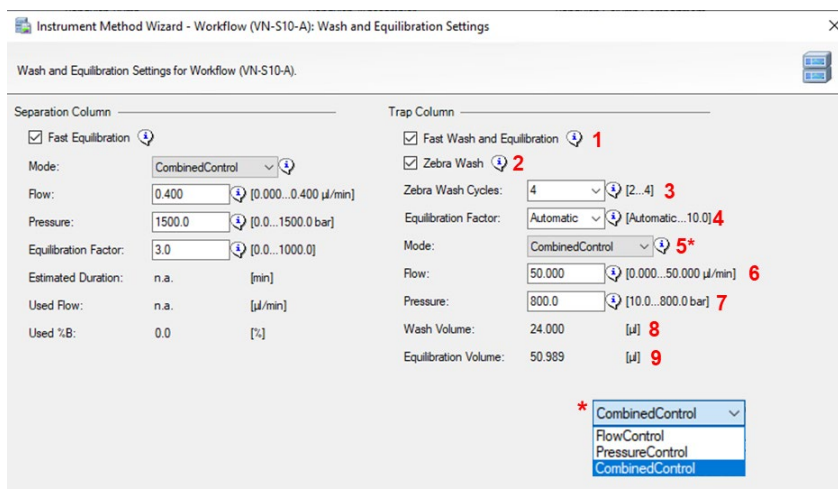 Instrument Method Wizard - Workflow (VN-S10-A): Wash and Equilibration Settings
Wash and Equilibration Settings for Workflow (VN-S10-A).
Separation Column
Fast Equilibration
Mode: CombinedControl
Flow: 0.400 [0.000...0.400 µl/min]
Pressure: 1500.0 [0.0...1500.0 bar]
Equilibration Factor: 3.0 [0.0...1000.0]
Estimated Duration: n.a. [min]
Used Flow: n.a. [µl/min]
Used %B: 0.0 [%]
Trap Column
Fast Wash and Equilibration 1
Zebra Wash 2
Zebra Wash Cycles: 4 [2...4] 3
Equilibration Factor: Automatic [Automatic...10.0] 4
Mode: CombinedControl 5*
Flow: 50.000 [0.000...50.000 µl/min] 6
Pressure: 800.0 [10.0...800.0 bar] 7
Wash Volume: 24.000 [µl] 8
Equilibration Volume: 50.989 [µl] 9
* CombinedControl
FlowControl
PressureControl
CombinedControl